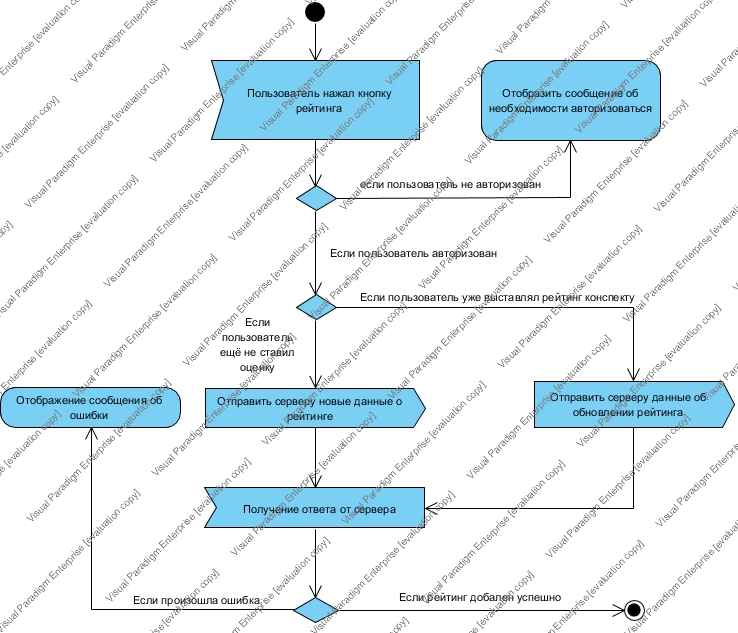 Пользователь нажал кнопку
рейтинга
Отобразить сообщение об
необходимости авторизоваться
если пользователь не авторизован
Если пользователь авторизован
Если пользователь уже выставлял рейтинг конспекту
Если
пользователь
ещё не ставил
оценку
Отображение сообщения об
ошибки
Отправить серверу новые данные о
рейтинге
Отправить серверу данные об
обновлении рейтинга
Получение ответа от сервера
Если произошла ошибка
Если рейтинг добален успешно
Visual Paradigm Enterprise [evaluation copy]